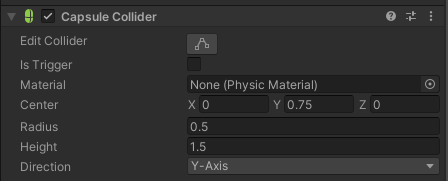 Capsule Collider
Edit Collider
Is Trigger
Material None (Physic Material)
Center X 0 Y 0.75 Z 0
Radius 0.5
Height 1.5
Direction Y-Axis